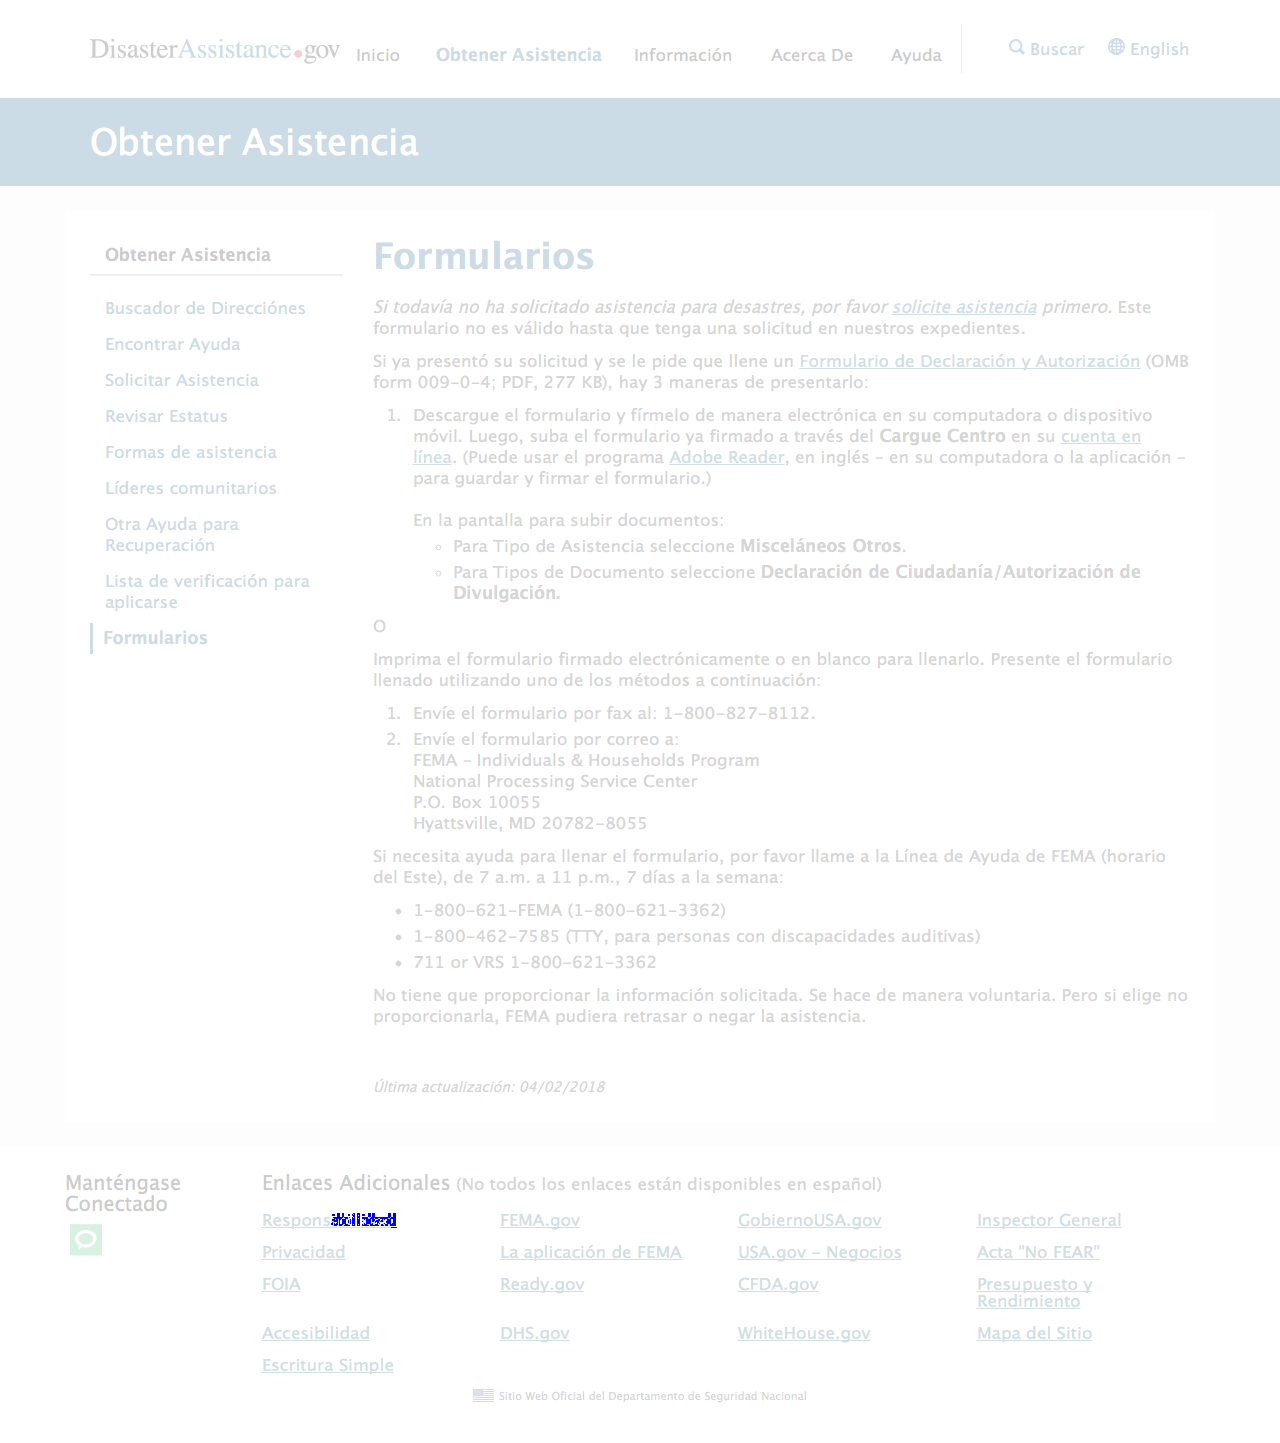 DisasterAssistance.gov Inicio Obtener Asistencia Información Acerca De Ayuda Buscar English
Obtener Asistencia
Obtener Asistencia
Buscador de Direcciónes
Encontrar Ayuda
Solicitar Asistencia
Revisar Estatus
Formas de asistencia
Líderes comunitarios
Otra Ayuda para
Recuperación
Lista de verificación para
aplicarse
Formularios
Formularios
Si todavía no ha solicitado asistencia para desastres, por favor solicite asistencia primero. Este
formulario no es válido hasta que tenga una solicitud en nuestros expedientes.
Si ya presentó su solicitud y se le pide que llene un Formulario de Declaración y Autorización (OMB
form 009-0-4; PDF, 277 KB), hay 3 maneras de presentarlo:
1. Descargue el formulario y fírmelo de manera electrónica en su computadora o dispositivo
móvil. Luego, suba el formulario ya firmado a través del Cargue Centro en su cuenta en
línea. (Puede usar el programa Adobe Reader, en inglés – en su computadora o la aplicación –
para guardar y firmar el formulario.)
En la pantalla para subir documentos:
Para Tipo de Asistencia seleccione Misceláneos Otros.
Para Tipos de Documento seleccione Declaración de Ciudadanía/Autorización de
Divulgación.
O
Imprima el formulario firmado electrónicamente o en blanco para llenarlo. Presente el formulario
llenado utilizando uno de los métodos a continuación:
1. Envíe el formulario por fax al: 1-800-827-8112.
2. Envíe el formulario por correo a:
FEMA – Individuals & Households Program
National Processing Service Center
P.O. Box 10055
Hyattsville, MD 20782-8055
Si necesita ayuda para llenar el formulario, por favor llame a la Línea de Ayuda de FEMA (horario
del Este), de 7 a.m. a 11 p.m., 7 días a la semana:
1-800-621-FEMA (1-800-621-3362)
1-800-462-7585 (TTY, para personas con discapacidades auditivas)
711 or VRS 1-800-621-3362
No tiene que proporcionar la información solicitada. Se hace de manera voluntaria. Pero si elige no
proporcionarla, FEMA pudiera retrasar o negar la asistencia.
Última actualización: 04/02/2018
Manténgase
Conectado
Enlaces Adicionales (No todos los enlaces están disponibles en español)
FEMA.gov GobiernoUSA.gov Inspector General
Privacidad La aplicación de FEMA USA.gov – Negocios Acta "No FEAR"
FOIA Ready.gov CFDA.gov Presupuesto y
Rendimiento
Accesibilidad DHS.gov WhiteHouse.gov Mapa del Sitio
Escritura Simple
Sitio Web Oficial del Departamento de Seguridad Nacional